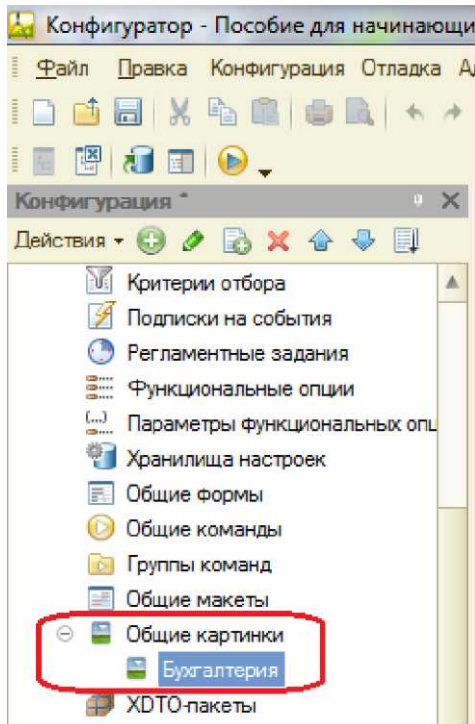 Конфигуратор - Пособие для начинающи
Файл Правка Конфигурация Отладка
Конфигурация *
Действия
Критерии отбора
Подписки на события
Регламентные задания
Функциональные опции
Параметры функциональных опц
Хранилища настроек
Общие формы
Общие команды
Группы команд
Общие макеты
Общие картинки
Бухгалтерия
XDTO-пакеты